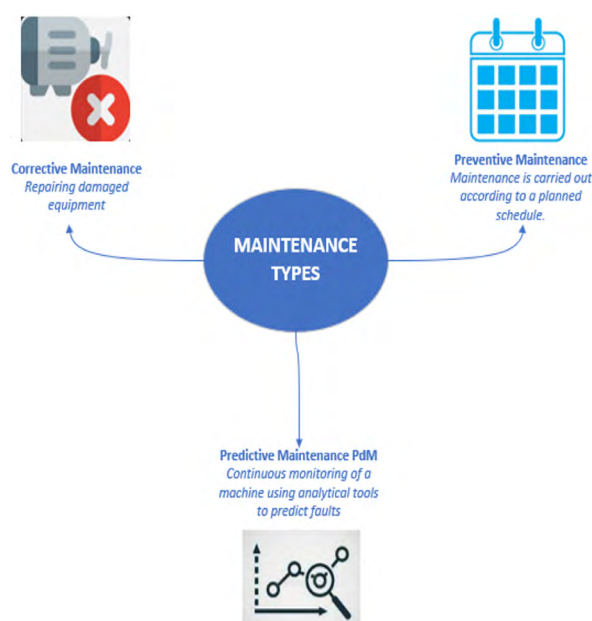 Corrective Maintenance
Repairing damaged
equipment
Preventive Maintenance
Maintenance is carried out
according to a planned
schedule.
MAINTENANCE
TYPES
Predictive Maintenance PdM
Continuous monitoring of a
machine using analytical tools
to predict faults